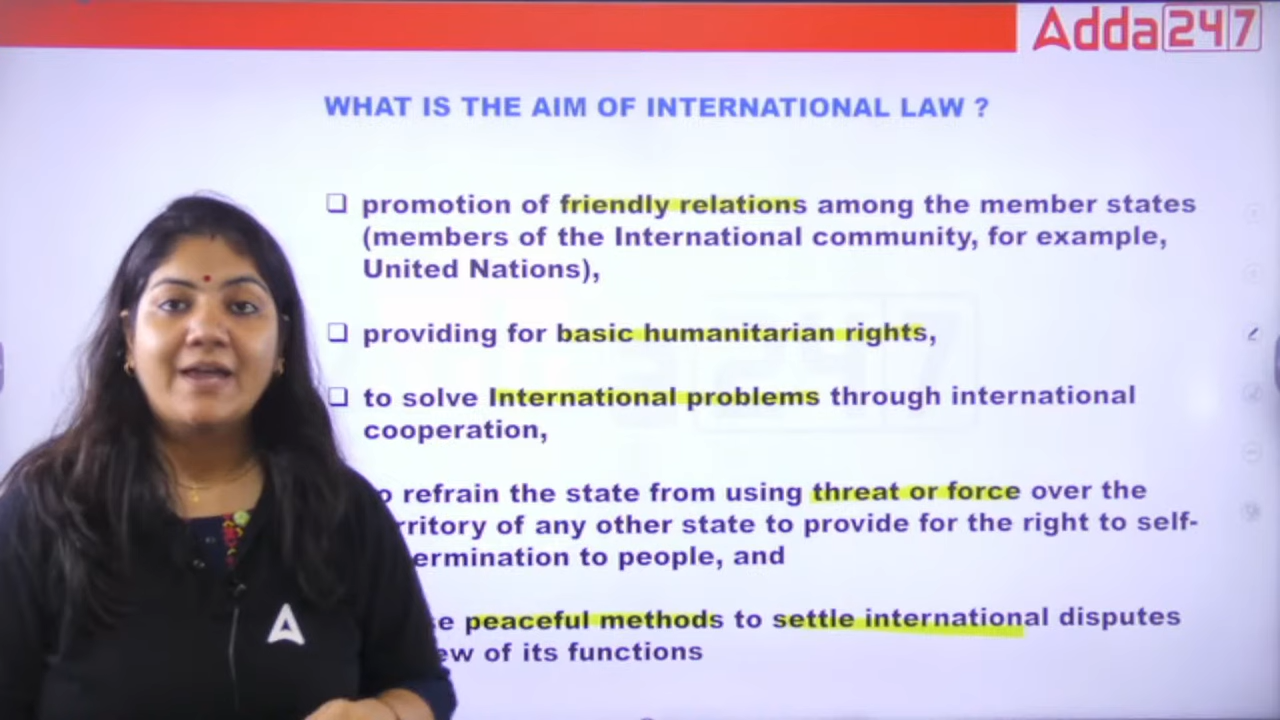 Adda247
WHAT IS THE AIM OF INTERNATIONAL LAW ?
❑ promotion of friendly relations among the member states
(members of the International community, for example,
United Nations),
❑ providing for basic humanitarian rights,
❑ to solve International problems through international
cooperation,
refrain the state from using threat or force over the
of any other state to provide for the right to self-
to people, and
peaceful methods to settle international disputes
of its functions